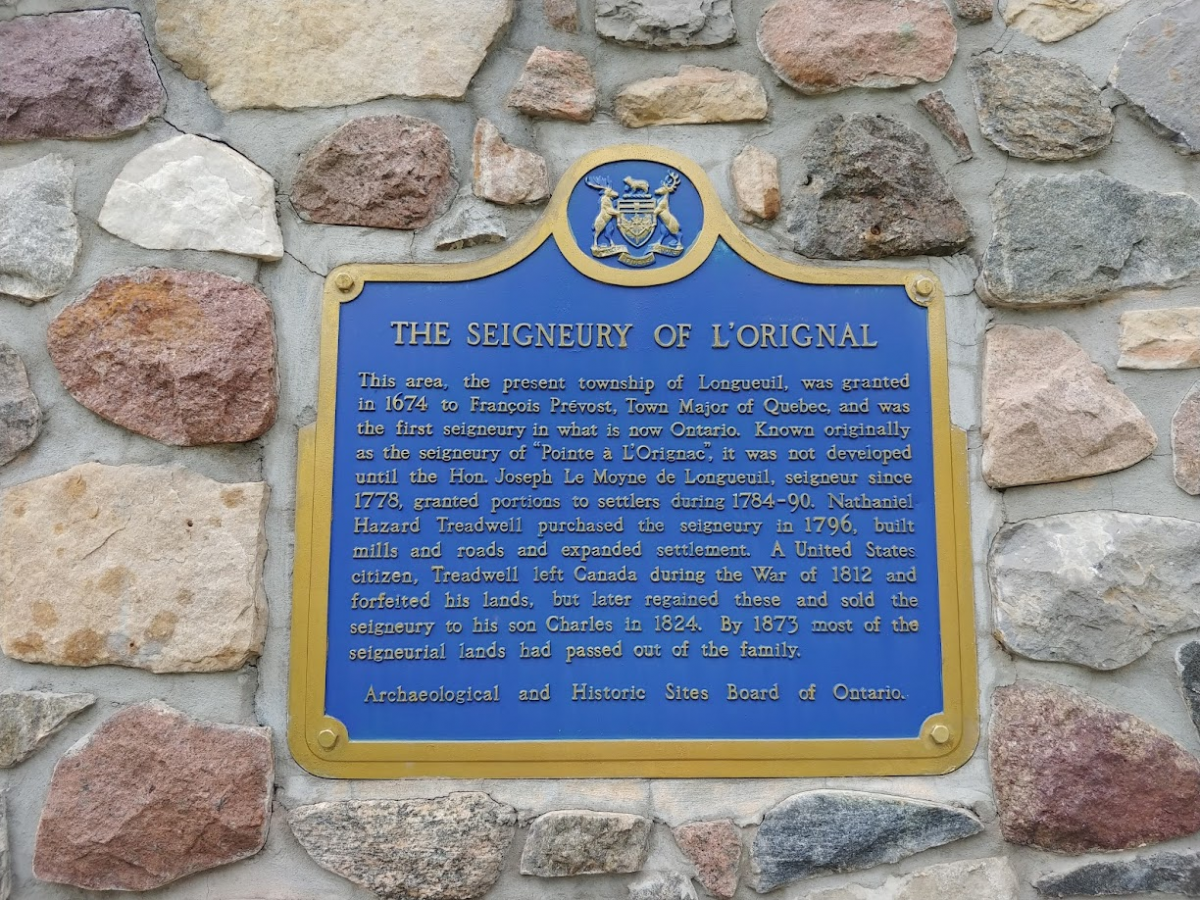 THE SEIGNEURY OF L'ORIGNAL
This area, the present township of Longueuil, was granted
in 1674 to François Prévost, Town Major of Quebec, and was
the first seigneury in what is now Ontario. Known originally
as the seigneury of "Pointe à L'Orignac", it was not developed
until the Hon. Joseph Le Moyne de Longueuil, seigneur since
1778, granted portions to settlers during 1784-90. Nathaniel
Hazard Treadwell purchased the seigneury in 1796, built
mills and roads and expanded settlement. A United States
citizen, Treadwell left Canada during the War of 1812 and
forfeited his lands, but later regained these and sold the
seigneury to his son Charles in 1824. By 1873 most of the
seigneurial lands had passed out of the family.
Archaeological and Historic Sites Board of Ontario.